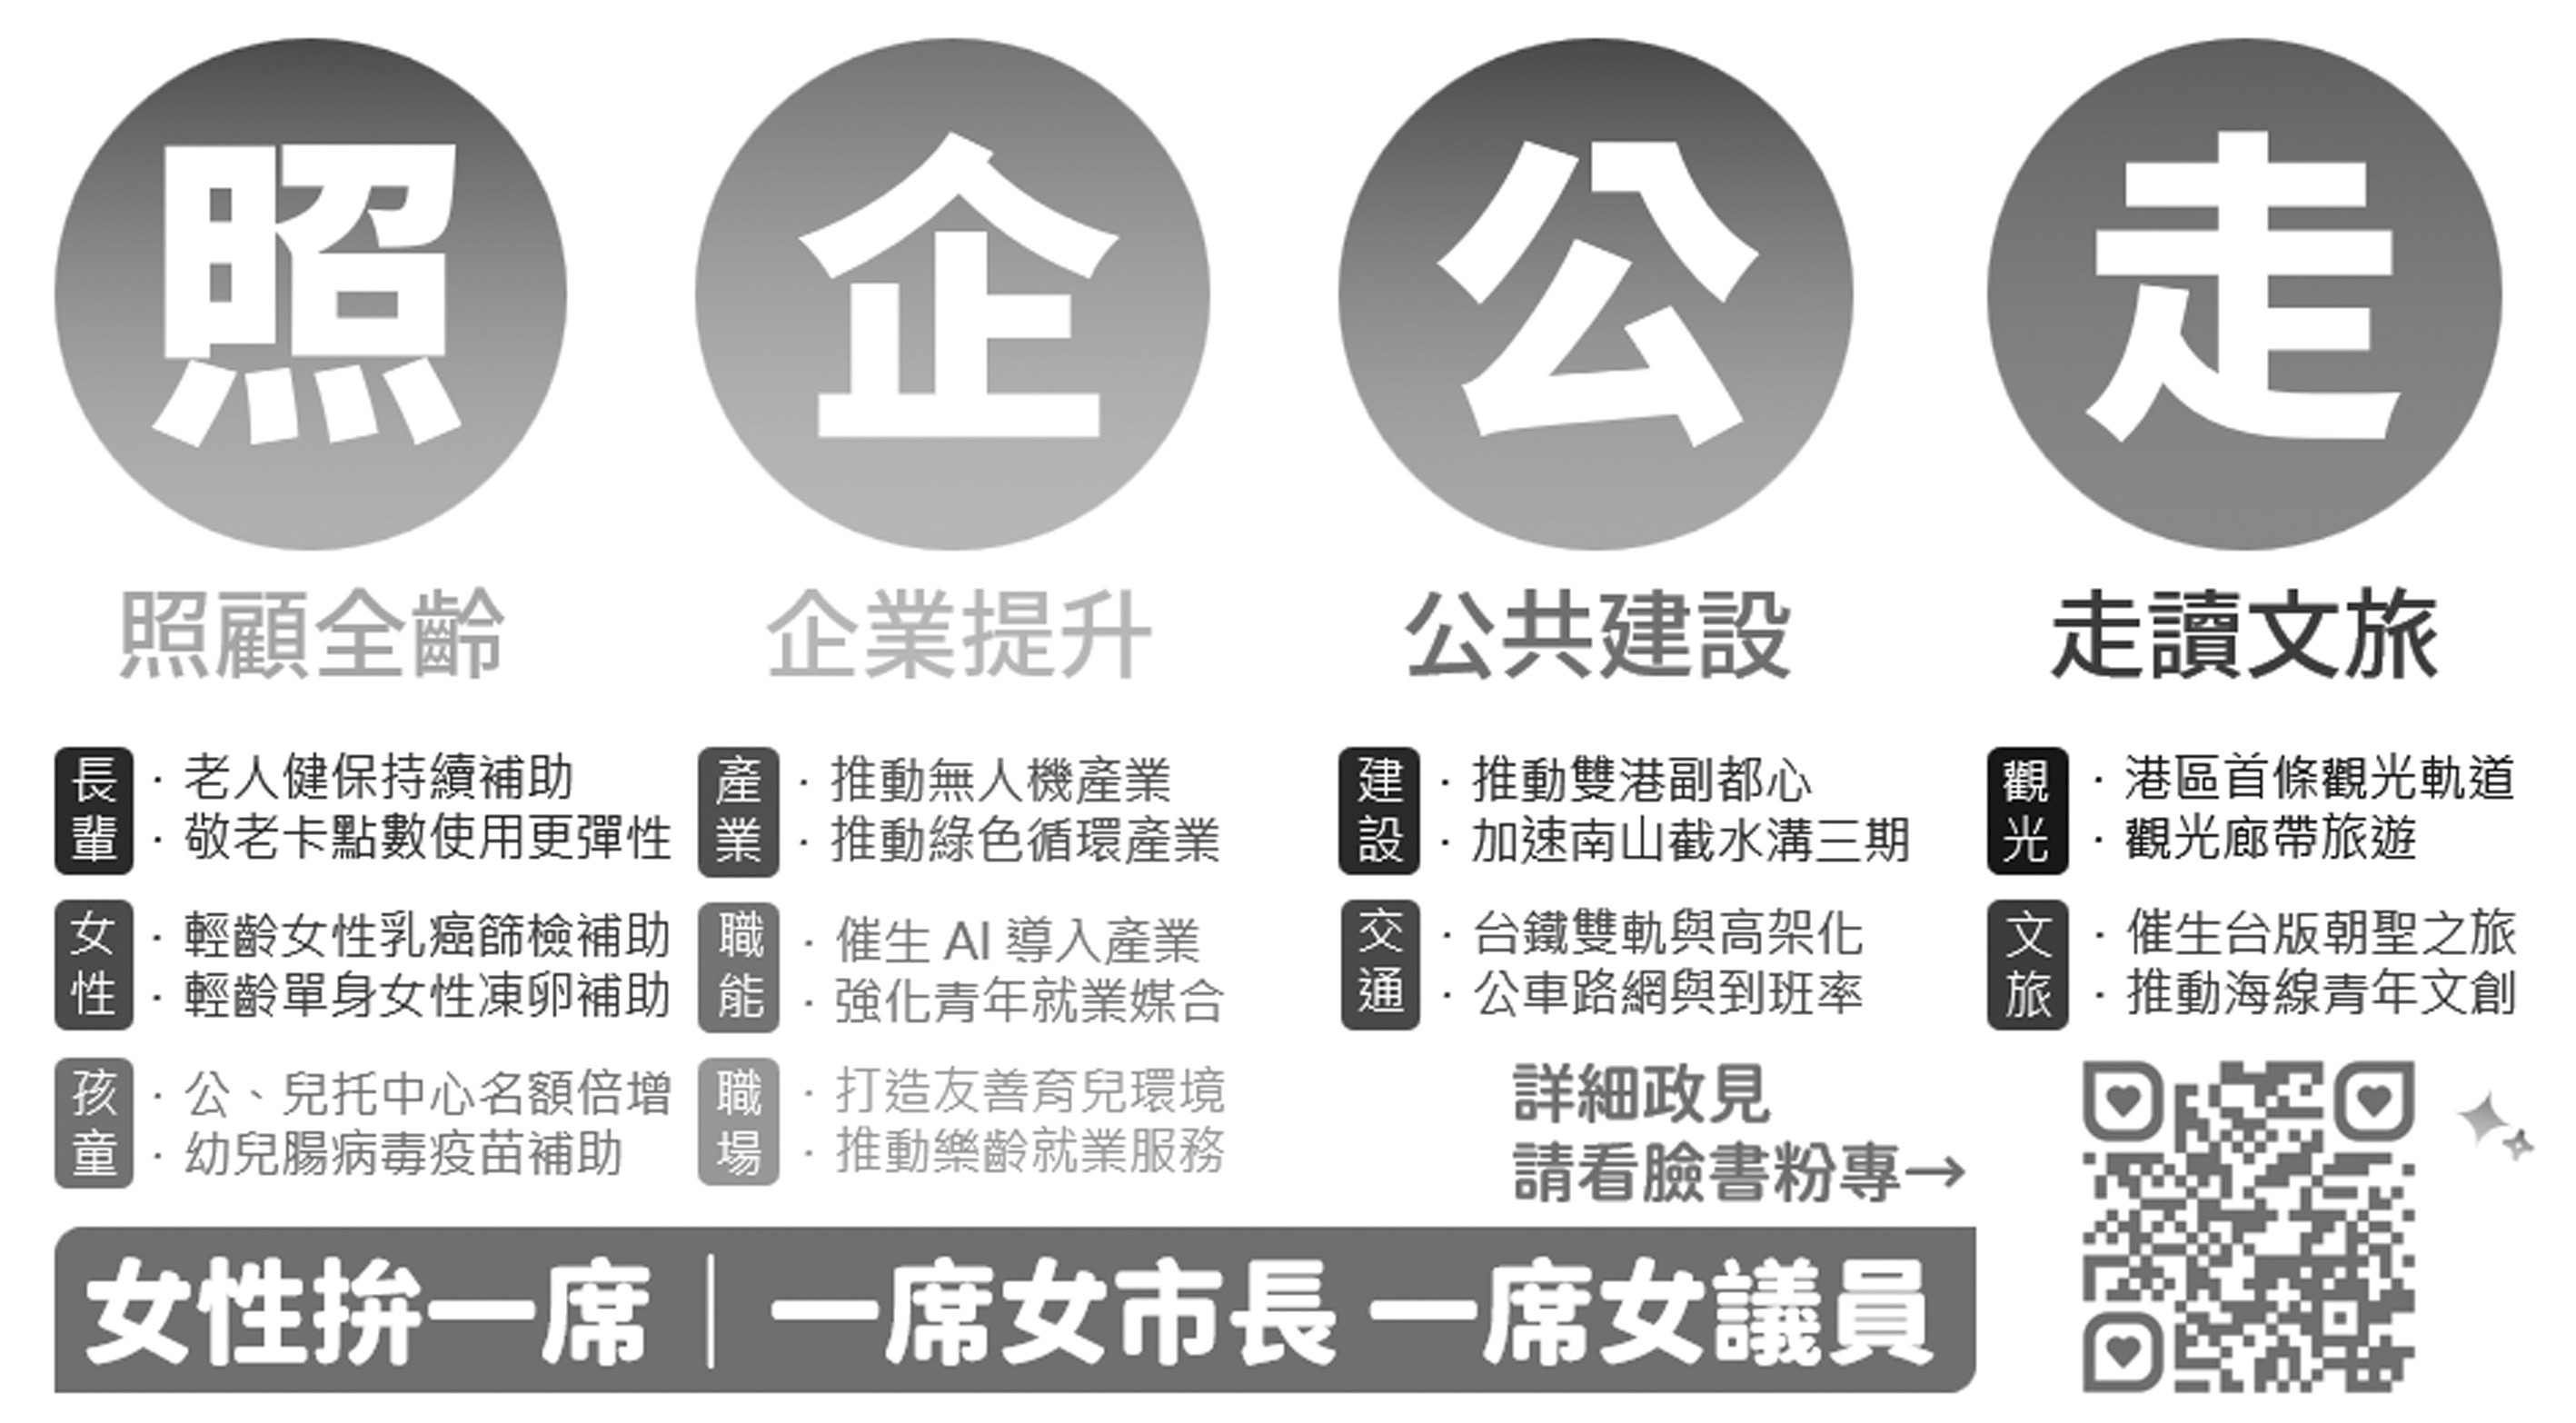 照
照顧全齡
長輩
· 老人健保持續補助
· 敬老卡點數使用更彈性
女性
· 輕齡女性乳癌篩檢補助
· 輕齡單身女性凍卵補助
孩童
· 公、兒托中心名額倍增
· 幼兒腸病毒疫苗補助
企
企業提升
產業
· 推動無人機產業
· 推動綠色循環產業
職能
· 催生 AI 導入產業
· 強化青年就業媒合
職場
· 打造友善育兒環境
· 推動樂齡就業服務
公
公共建設
建設
· 推動雙港副都心
· 加速南山截水溝三期
交通
· 台鐵雙軌與高架化
· 公車路網與到班率
走
走讀文旅
觀光
· 港區首條觀光軌道
· 觀光廊帶旅遊
文旅
· 催生台版朝聖之旅
· 推動海線青年文創
詳細政見
請看臉書粉專→
女性拚一席｜一席女市長 一席女議員